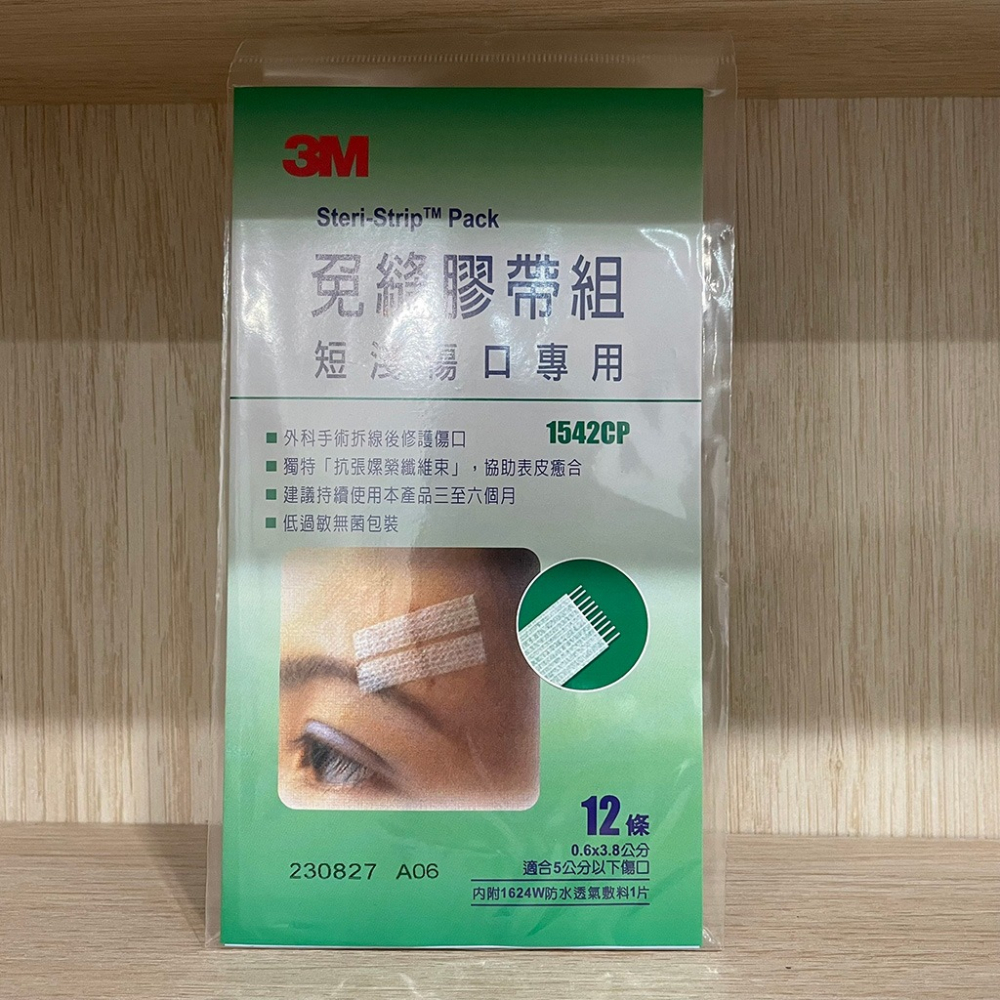 3M
Steri-Strip™ Pack
免縫膠帶組
短淺傷口專用
1542CP
■ 外科手術拆線後修護傷口
■ 獨特「抗張嫘縈纖維束」，協助表皮癒合
■ 建議持續使用本產品三至六個月
■ 低過敏無菌包裝
12條
0.6x3.8公分
適合5公分以下傷口
內附1624W防水透氣敷料1片
230827 A06